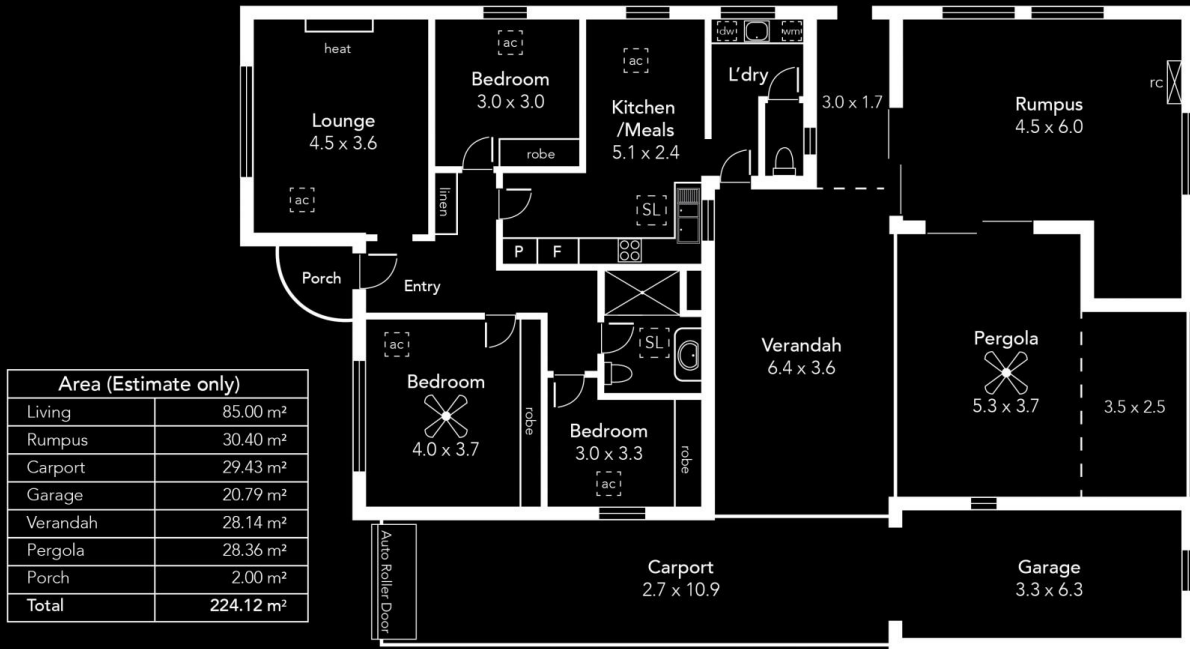 heat
Lounge
4.5 x 3.6
ac
ac
Bedroom
3.0 x 3.0
robe
linen
ac
Kitchen
/Meals
5.1 x 2.4
SL
P
F
dw
wm
L'dry
3.0 x 1.7
Rumpus
4.5 x 6.0
rc
Porch
Entry
ac
Bedroom
4.0 x 3.7
robe
SL
Bedroom
3.0 x 3.3
ac
robe
Verandah
6.4 x 3.6
Pergola
5.3 x 3.7
3.5 x 2.5
Auto Roller Door
Carport
2.7 x 10.9
Garage
3.3 x 6.3
Area (Estimate only)
Living 85.00 m²
Rumpus 30.40 m²
Carport 29.43 m²
Garage 20.79 m²
Verandah 28.14 m²
Pergola 28.36 m²
Porch 2.00 m²
Total 224.12 m²